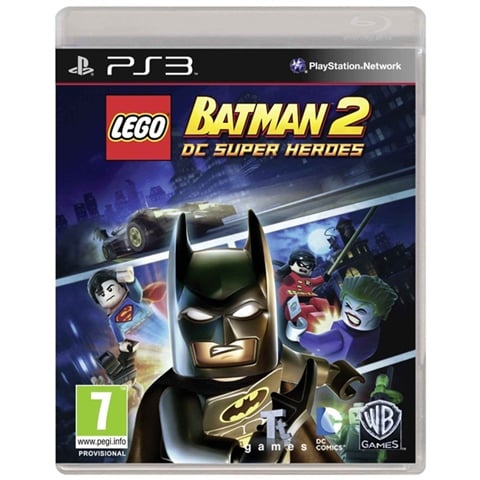 PS3
PlayStation Network
LEGO
BATMAN 2
DC SUPER HEROES
7
www.pegi.info
PROVISIONAL
Tt
games
DC
COMICS™
WB
GAMES